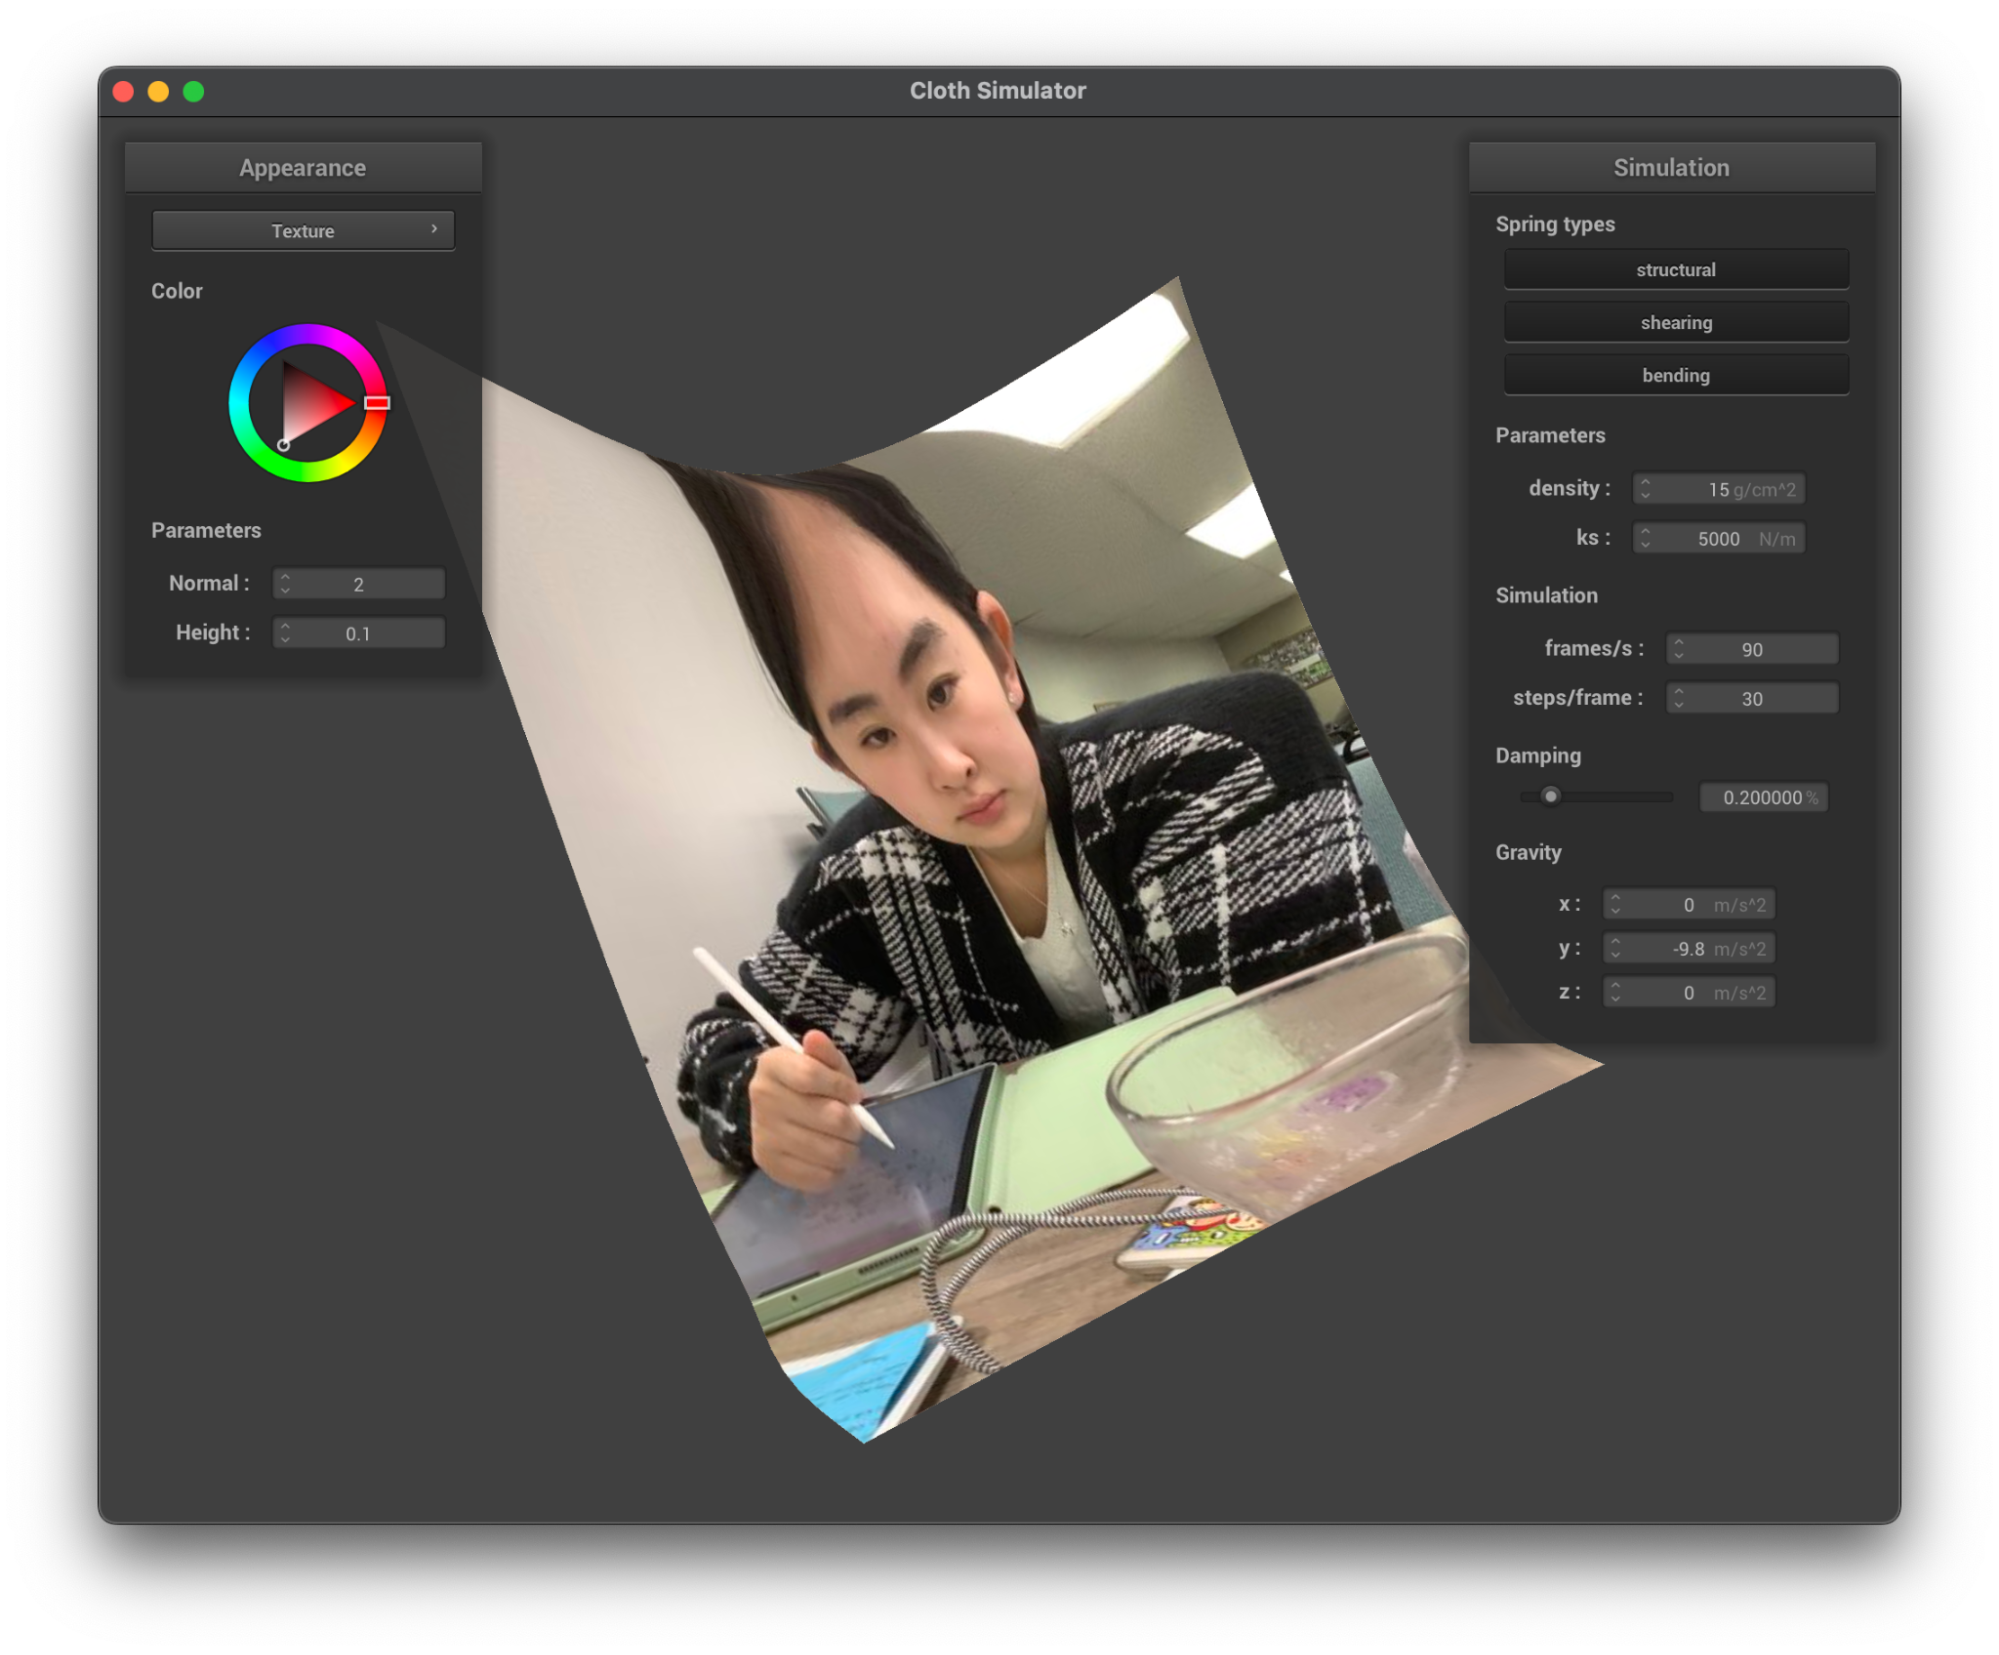 Cloth Simulator
Appearance
Texture
Color
Parameters
Normal : 2
Height : 0.1
Simulation
Spring types
structural
shearing
bending
Parameters
density : 15 g/cm^2
ks : 5000 N/m
Simulation
frames/s : 90
steps/frame : 30
Damping
0.200000 %
Gravity
x : 0 m/s^2
y : -9.8 m/s^2
z : 0 m/s^2